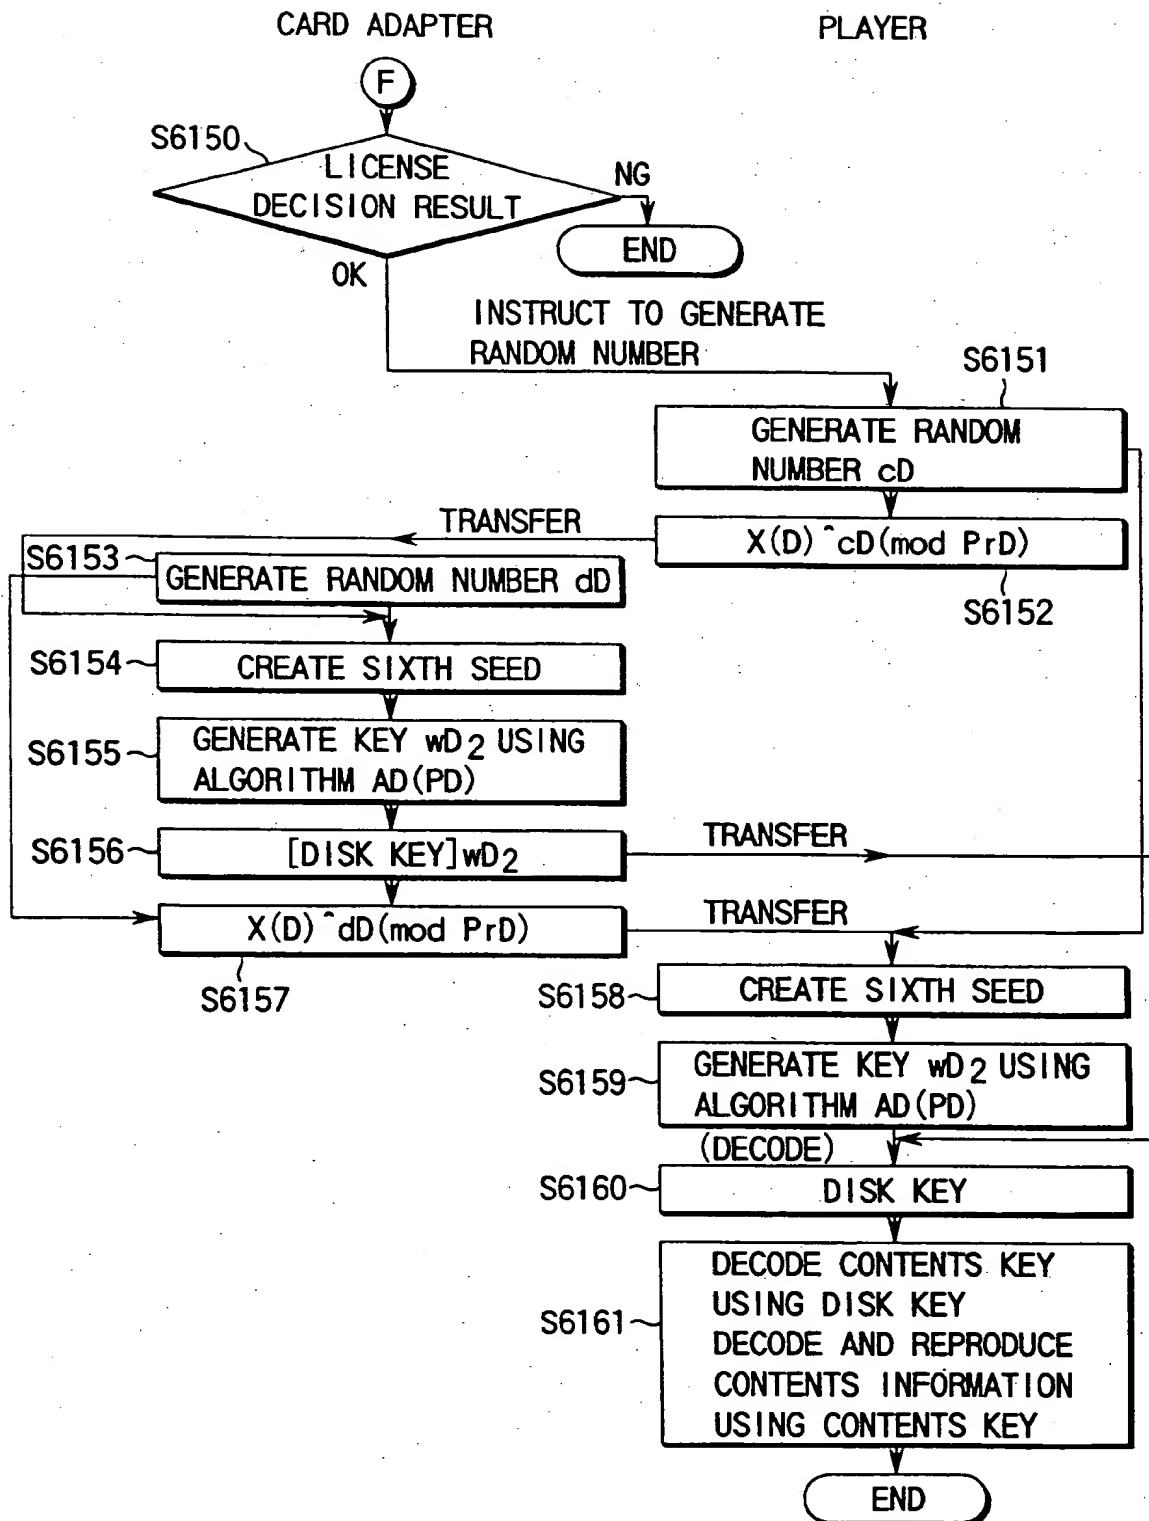 CARD ADAPTER
PLAYER
F
S6150
LICENSE
DECISION RESULT
NG
END
OK
INSTRUCT TO GENERATE
RANDOM NUMBER
S6151
GENERATE RANDOM
NUMBER cD
TRANSFER
X(D)^cD(mod PrD)
S6152
S6153
GENERATE RANDOM NUMBER dD
S6154
CREATE SIXTH SEED
S6155
GENERATE KEY wD2 USING
ALGORITHM AD(PD)
S6156
[DISK KEY]wD2
TRANSFER
X(D)^dD(mod PrD)
TRANSFER
S6157
S6158
CREATE SIXTH SEED
S6159
GENERATE KEY wD2 USING
ALGORITHM AD(PD)
(DECODE)
S6160
DISK KEY
S6161
DECODE CONTENTS KEY
USING DISK KEY
DECODE AND REPRODUCE
CONTENTS INFORMATION
USING CONTENTS KEY
END